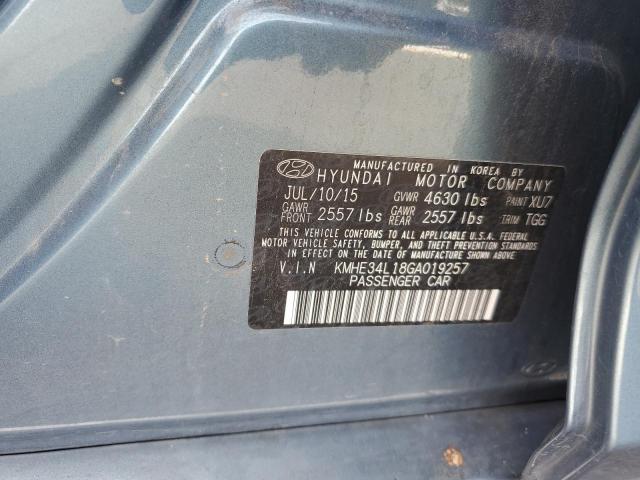 MANUFACTURED IN KOREA BY
HYUNDAI MOTOR COMPANY
JUL/10/15 GVWR 4630 lbs PAINT XU7
GAWR FRONT 2557 lbs GAWR REAR 2557 lbs TRIM TGG
THIS VEHICLE CONFORMS TO ALL APPLICABLE U.S.A. FEDERAL
MOTOR VEHICLE SAFETY, BUMPER, AND THEFT PREVENTION STANDARDS
IN EFFECT ON THE DATE OF MANUFACTURE SHOWN ABOVE.
V.I.N KMHE34L18GA019257
PASSENGER CAR